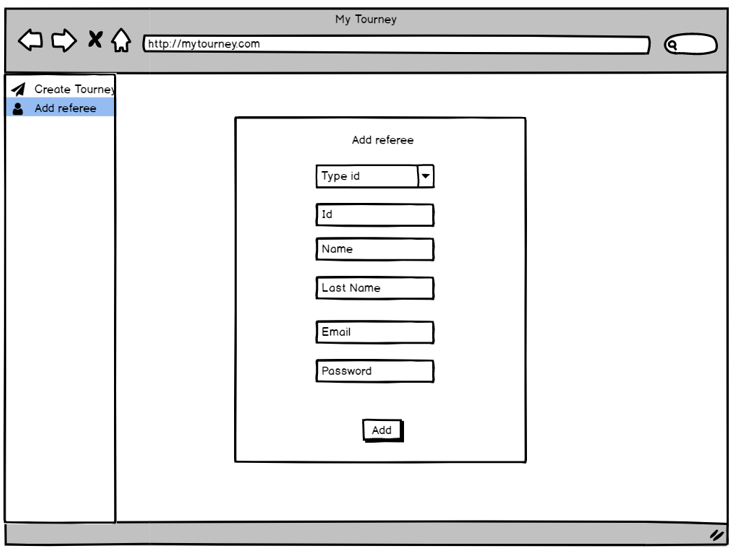 My Tourney
http://mytourney.com
Create Tourney
Add referee
Add referee
Type id
Id
Name
Last Name
Email
Password
Add